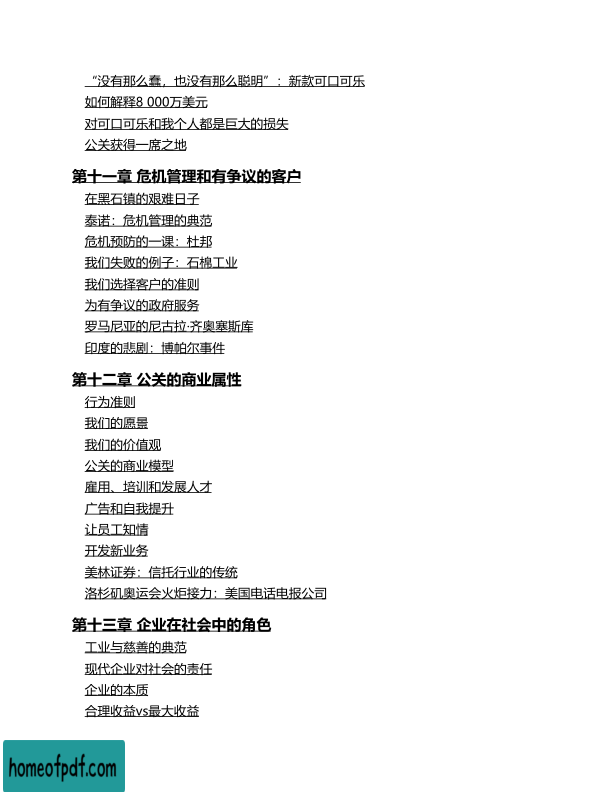 “没有那么蠢，也没有那么聪明”：新款可口可乐
如何解释8 000万美元
对可口可乐和我个人都是巨大的损失
公关获得一席之地
第十一章 危机管理和有争议的客户
在黑石镇的艰难日子
泰诺：危机管理的典范
危机预防的一课：杜邦
我们失败的例子：石棉工业
我们选择客户的准则
为有争议的政府服务
罗马尼亚的尼古拉·齐奥塞斯库
印度的悲剧：博帕尔事件
第十二章 公关的商业属性
行为准则
我们的愿景
我们的价值观
公关的商业模型
雇用、培训和发展人才
广告和自我提升
让员工知情
开发新业务
美林证券：信托行业的传统
洛杉矶奥运会火炬接力：美国电话电报公司
第十三章 企业在社会中的角色
工业与慈善的典范
现代企业对社会的责任
企业的本质
合理收益vs最大收益
homeofpdf.com